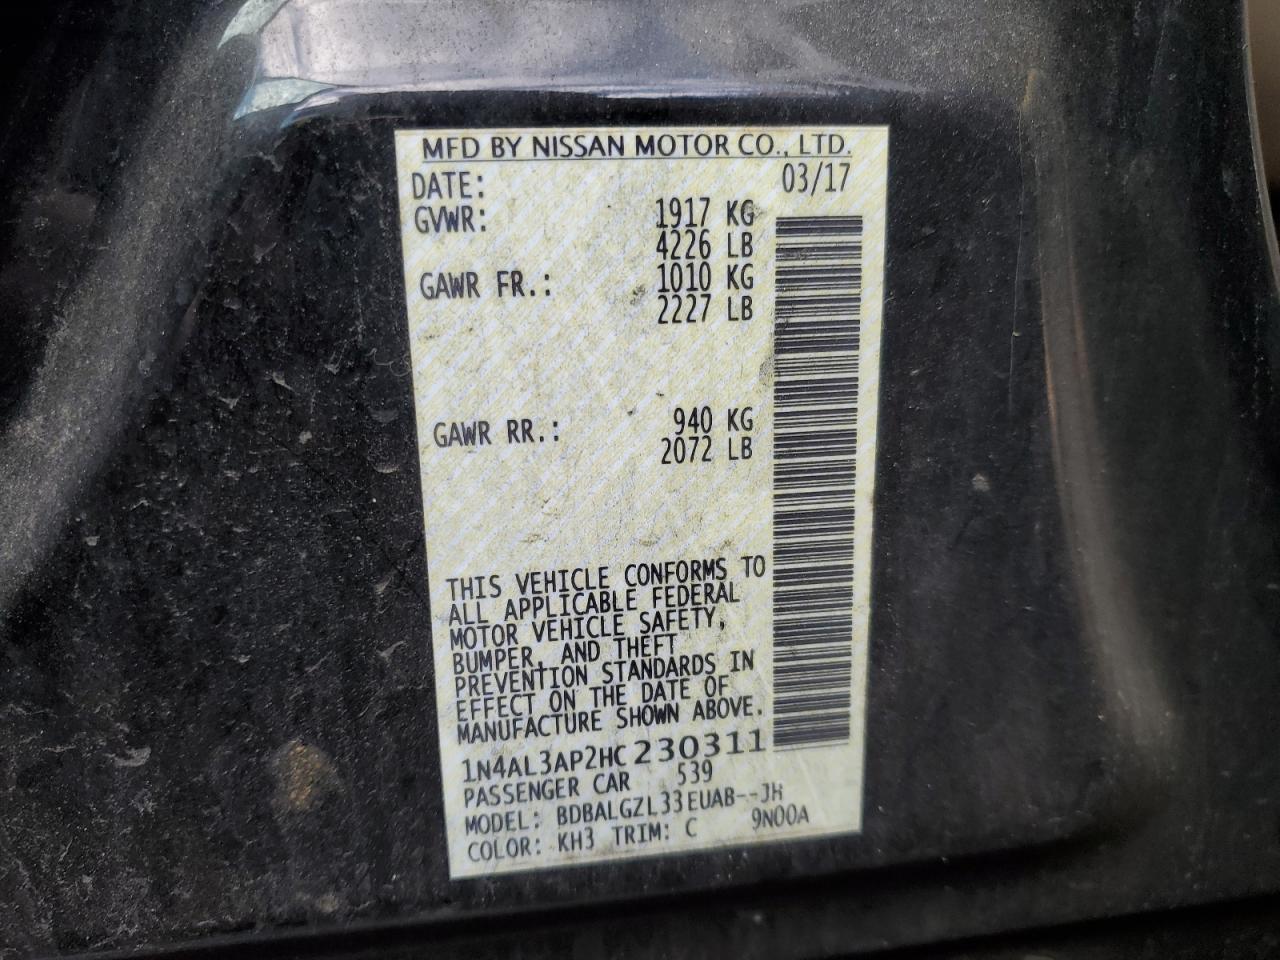 MFD BY NISSAN MOTOR CO., LTD.
DATE: 03/17
GVWR: 1917 KG
4226 LB
GAWR FR.: 1010 KG
2227 LB
GAWR RR.: 940 KG
2072 LB
THIS VEHICLE CONFORMS TO
ALL APPLICABLE FEDERAL
MOTOR VEHICLE SAFETY,
BUMPER, AND THEFT
PREVENTION STANDARDS IN
EFFECT ON THE DATE OF
MANUFACTURE SHOWN ABOVE.
1N4AL3AP2HC230311
PASSENGER CAR 539
MODEL: BDBALGZL33EUAB--JH
COLOR: KH3 TRIM: C 9N00A